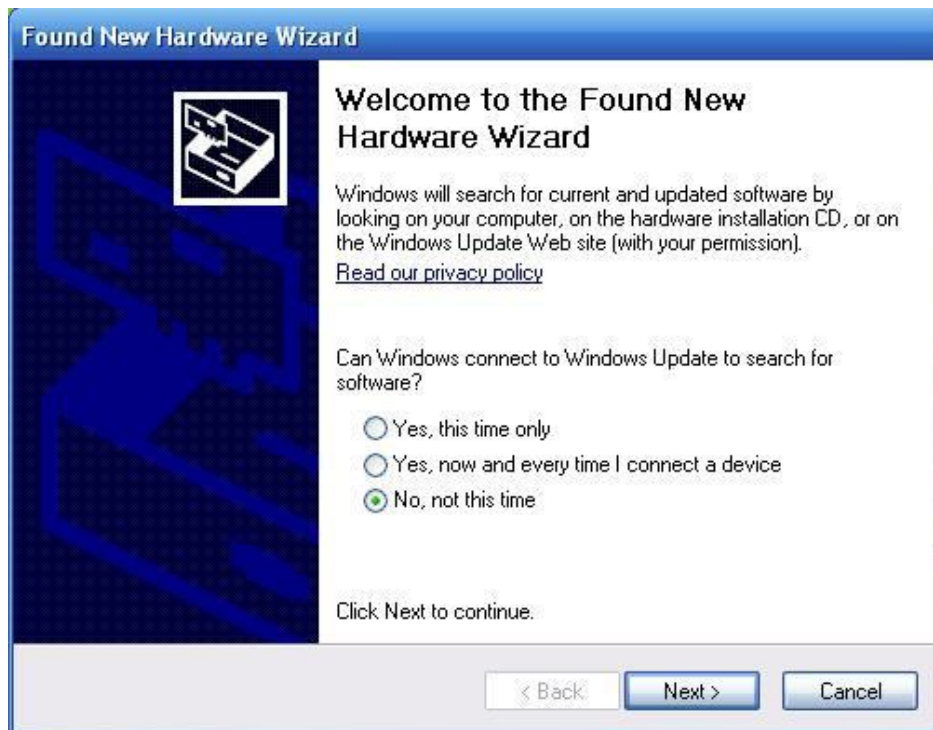 Found New Hardware Wizard
Welcome to the Found New
Hardware Wizard
Windows will search for current and updated software by
looking on your computer, on the hardware installation CD, or on
the Windows Update Web site (with your permission).
Read our privacy policy
Can Windows connect to Windows Update to search for
software?
Yes, this time only
Yes, now and every time I connect a device
No, not this time
Click Next to continue.
< Back Next > Cancel